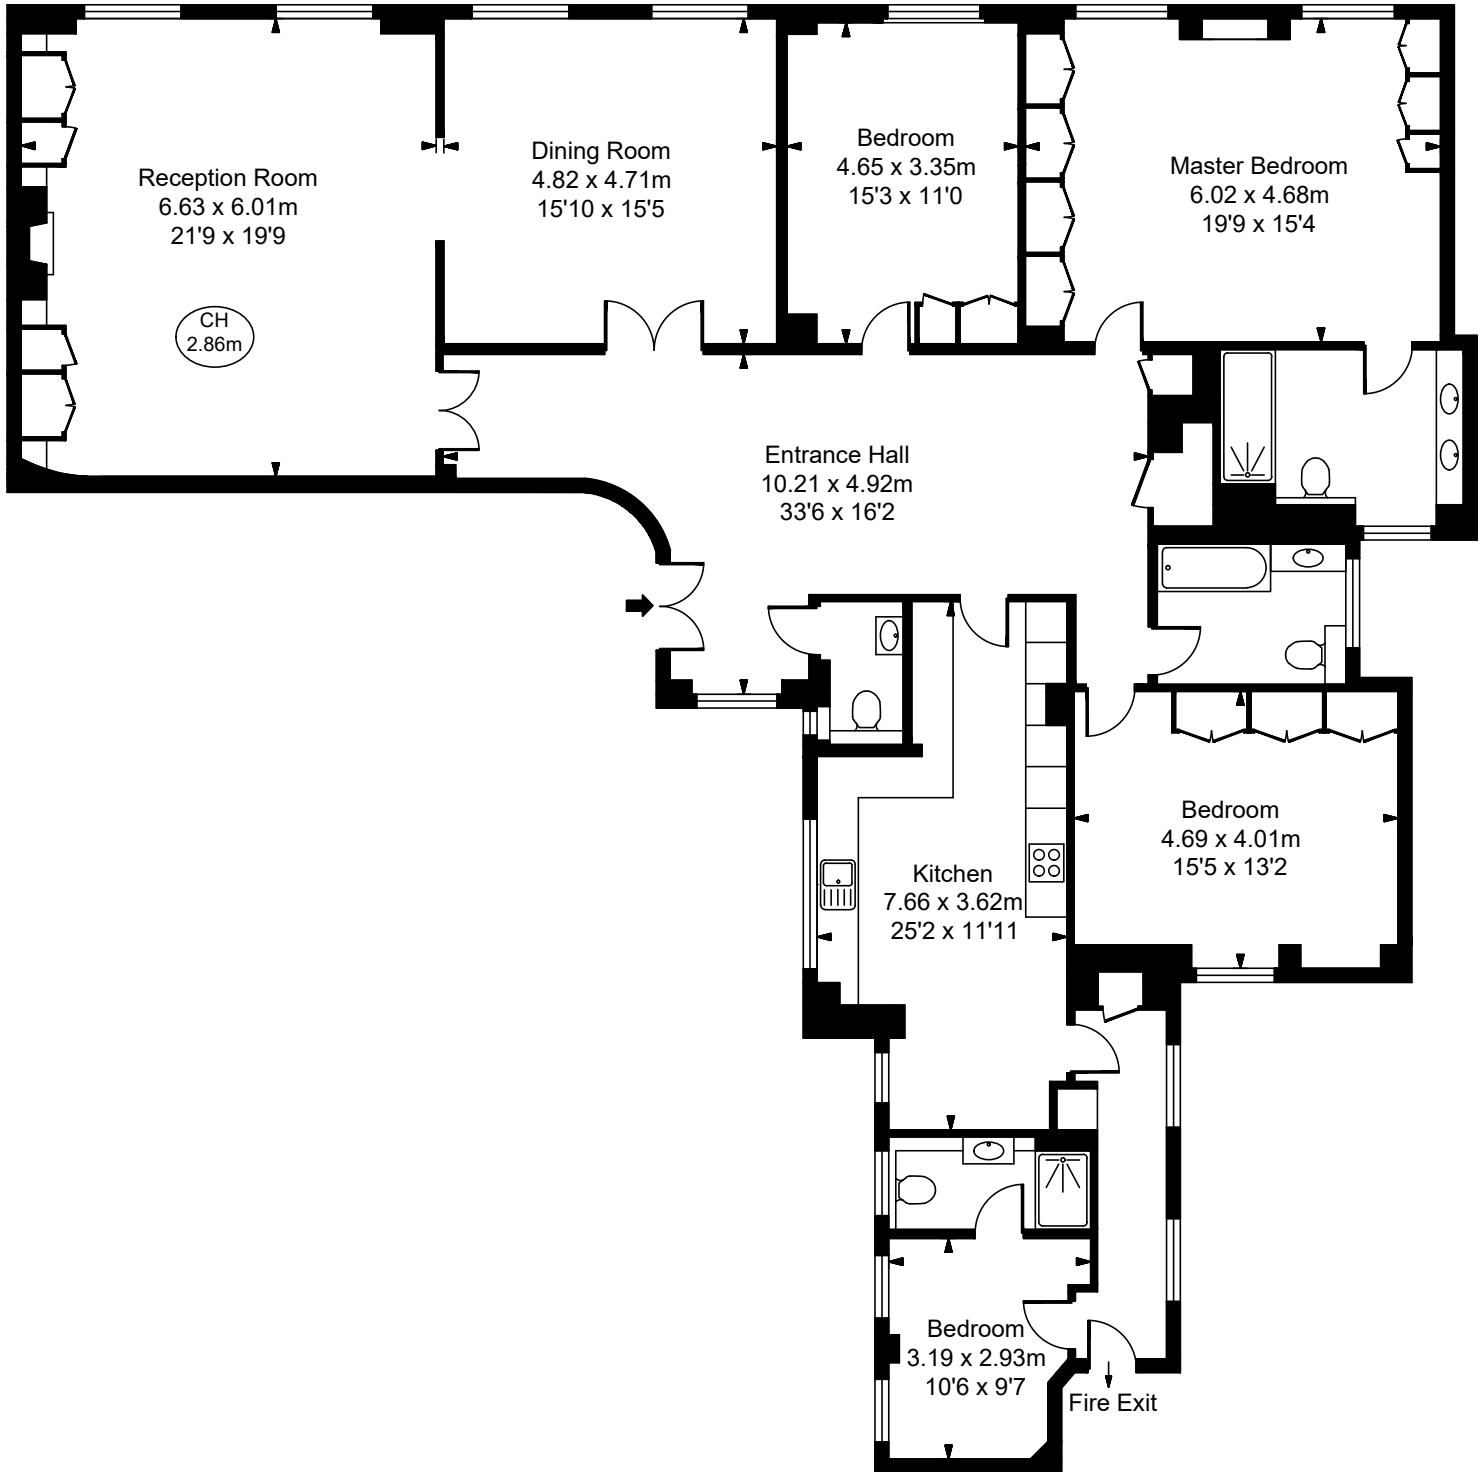 Reception Room
6.63 x 6.01m
21'9 x 19'9
CH
2.86m
Dining Room
4.82 x 4.71m
15'10 x 15'5
Bedroom
4.65 x 3.35m
15'3 x 11'0
Master Bedroom
6.02 x 4.68m
19'9 x 15'4
Entrance Hall
10.21 x 4.92m
33'6 x 16'2
Kitchen
7.66 x 3.62m
25'2 x 11'11
Bedroom
4.69 x 4.01m
15'5 x 13'2
Bedroom
3.19 x 2.93m
10'6 x 9'7
Fire Exit